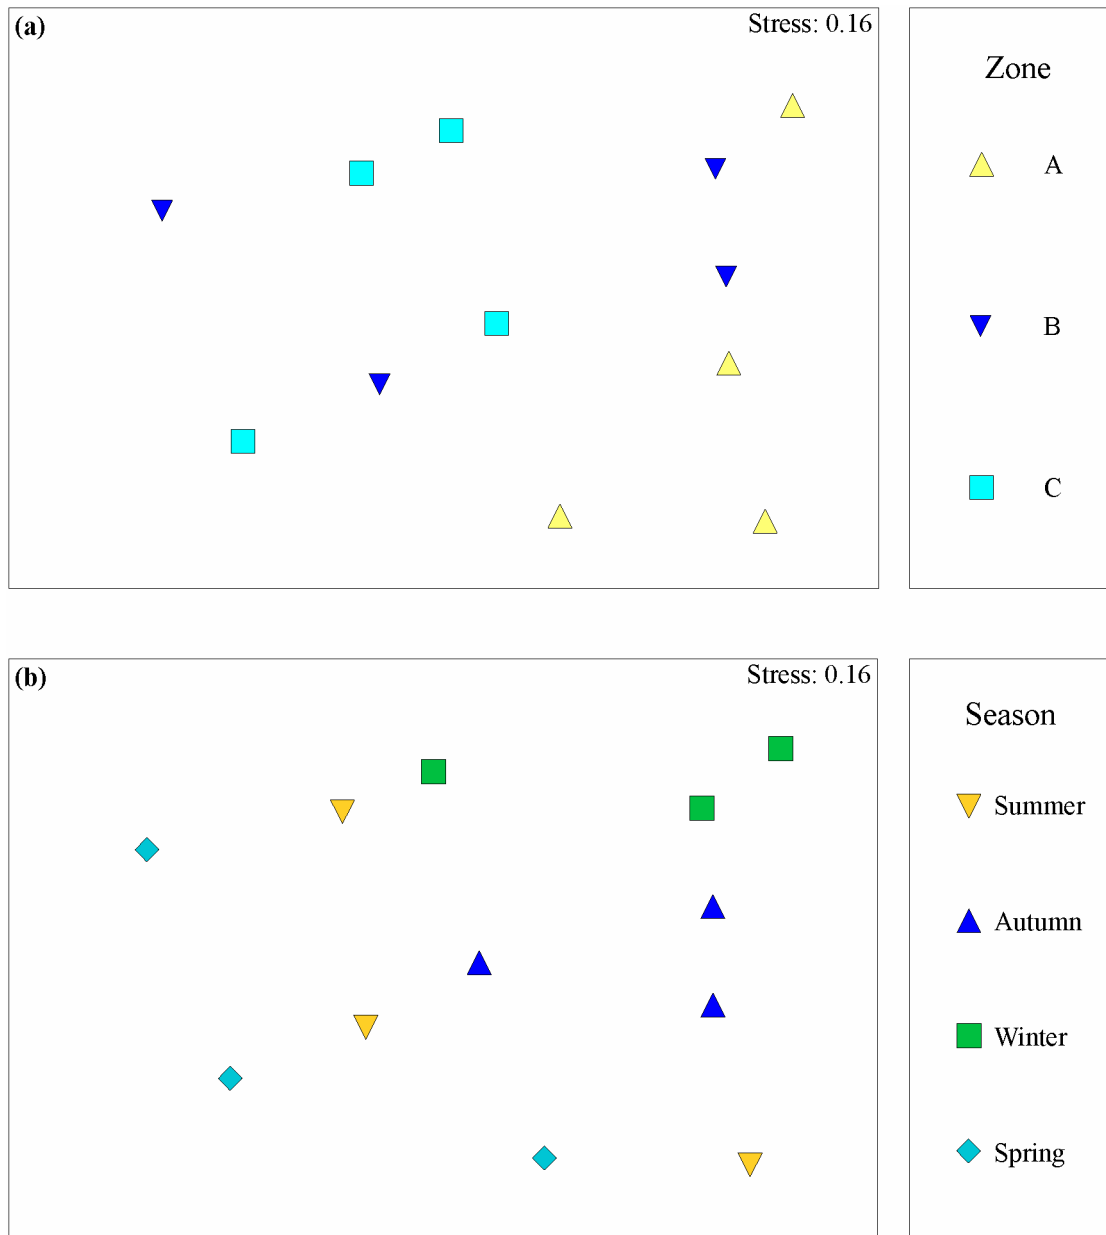 (a)
Stress: 0.16
Zone
A
B
C
(b)
Stress: 0.16
Season
Summer
Autumn
Winter
Spring